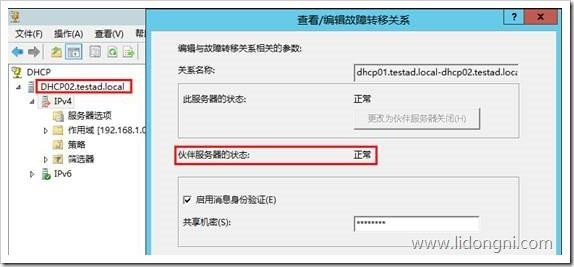 文件(F)  操作(A)  查看(V)
DHCP
DHCP02.testad.local
IPv4
服务器选项
作用域 [192.168.1.0
策略
筛选器
IPv6
查看/编辑故障转移关系
编辑与故障转移关系相关的参数:
关系名称:
dhcp01.testad.local-dhcp02.testad.loca
此服务器的状态:
正常
更改为伙伴服务器关闭(H)
伙伴服务器的状态:
正常
启用消息身份验证(E)
共享机密(S):
********
www.lidongni.com